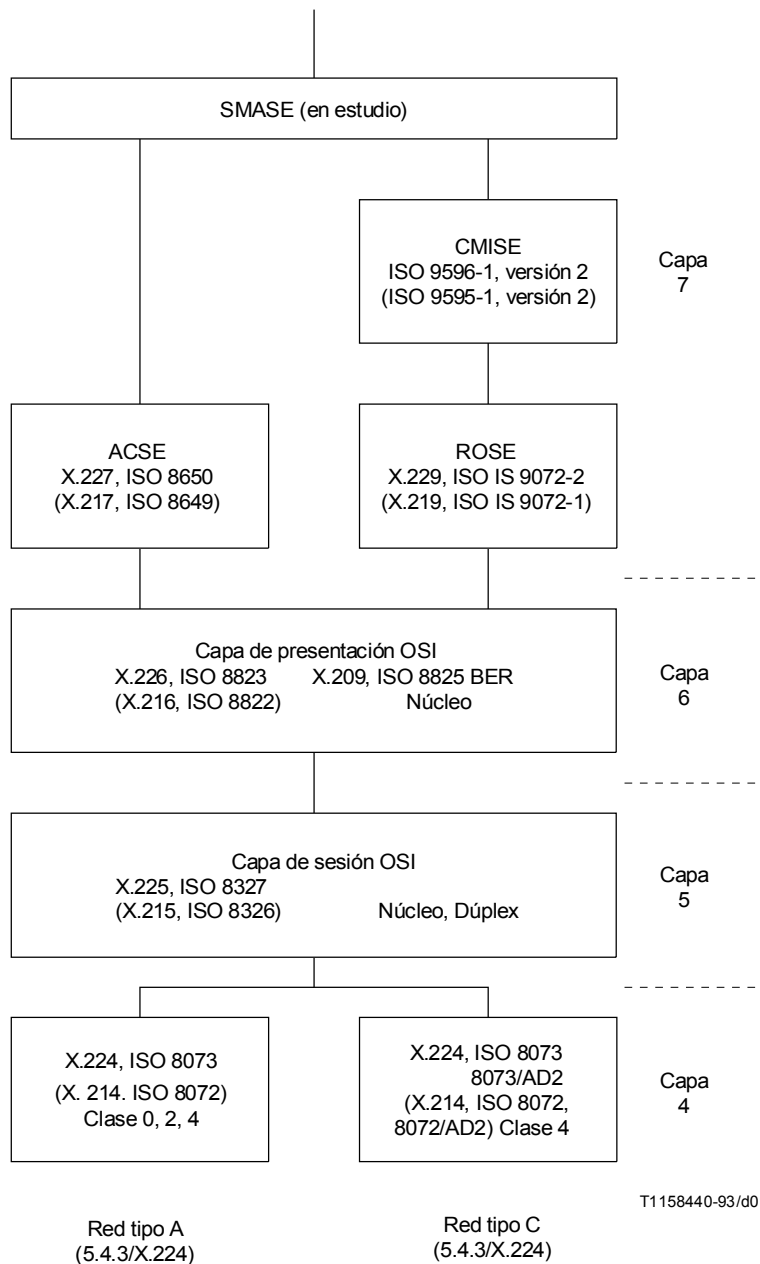 SMASE (en estudio)
CMISE
ISO 9596-1, versión 2
(ISO 9595-1, versión 2)
Capa
7
ACSE
X.227, ISO 8650
(X.217, ISO 8649)
ROSE
X.229, ISO IS 9072-2
(X.219, ISO IS 9072-1)
Capa de presentación OSI
X.226, ISO 8823 X.209, ISO 8825 BER
(X.216, ISO 8822) Núcleo
Capa
6
Capa de sesión OSI
X.225, ISO 8327
(X.215, ISO 8326) Núcleo, Dúplex
Capa
5
X.224, ISO 8073
(X. 214. ISO 8072)
Clase 0, 2, 4
X.224, ISO 8073
8073/AD2
(X.214, ISO 8072,
8072/AD2) Clase 4
Capa
4
T1158440-93/d0
Red tipo A
(5.4.3/X.224)
Red tipo C
(5.4.3/X.224)